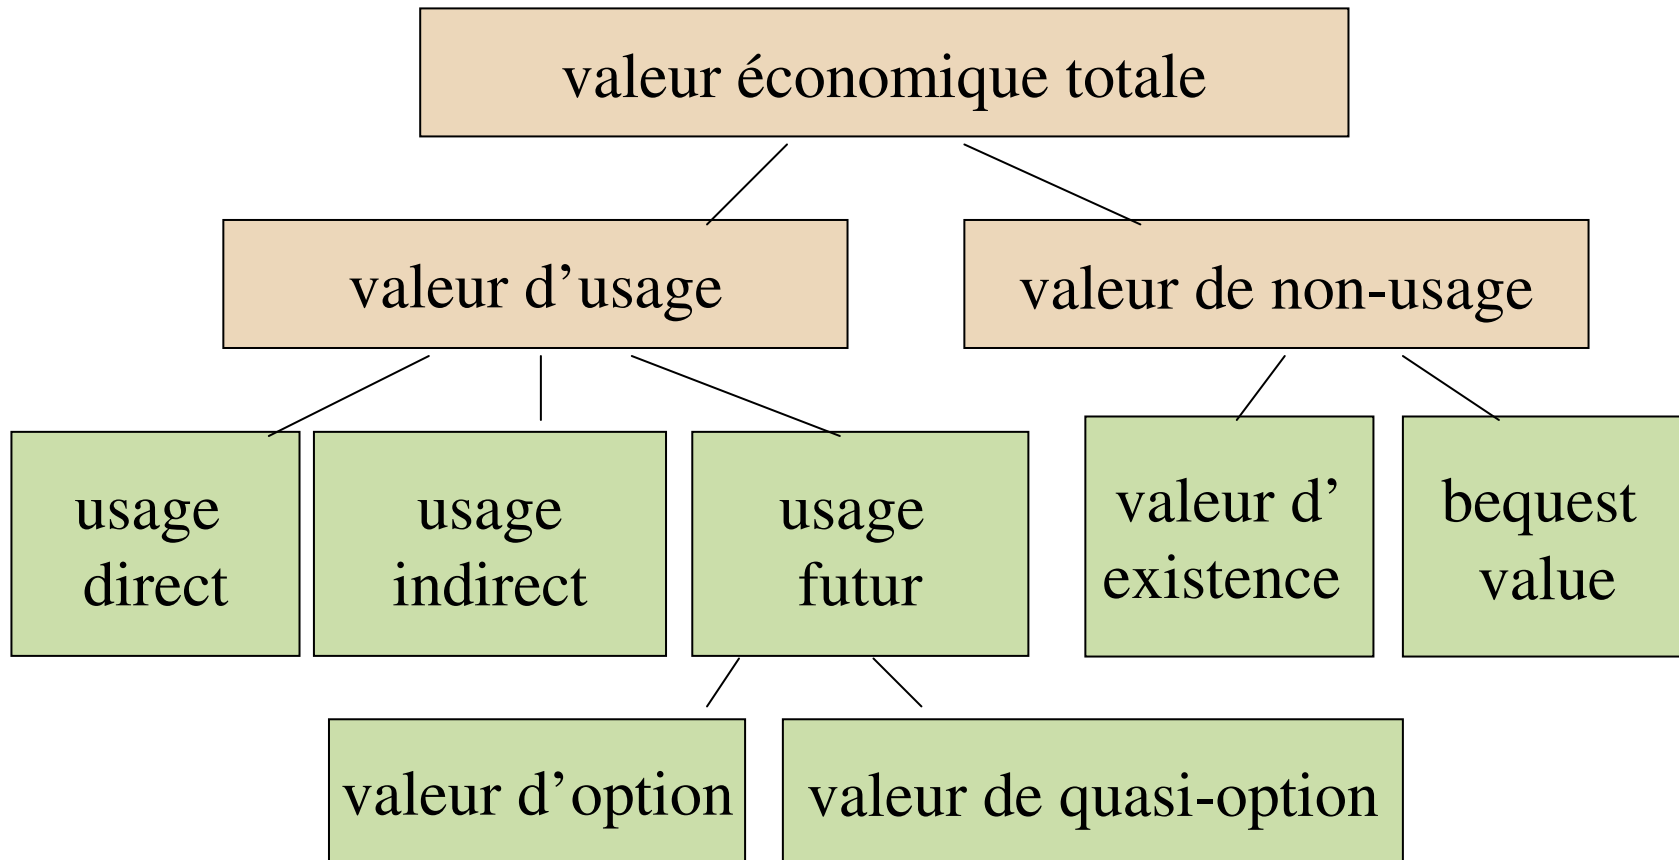 valeur économique totale
valeur d’usage
valeur de non-usage
usage
direct
usage
indirect
usage
futur
valeur d’
existence
bequest
value
valeur d’option
valeur de quasi-option